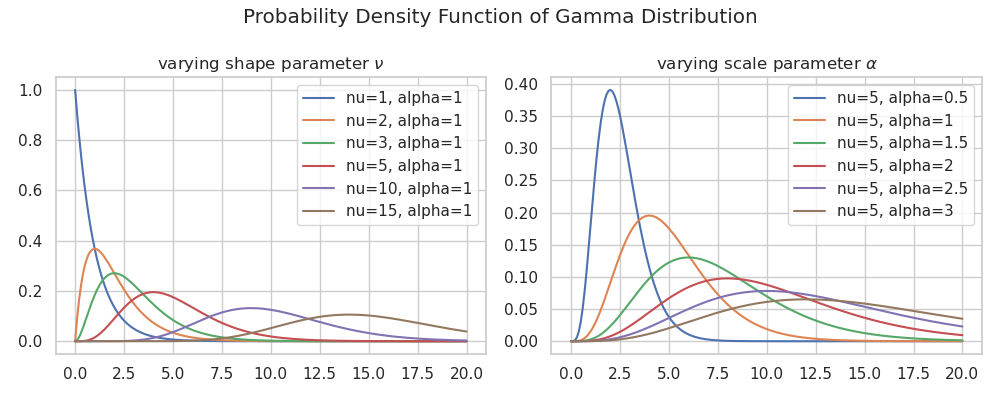 Probability Density Function of Gamma Distribution
varying shape parameter ν
1.0
0.8
0.6
0.4
0.2
0.0
nu=1, alpha=1
nu=2, alpha=1
nu=3, alpha=1
nu=5, alpha=1
nu=10, alpha=1
nu=15, alpha=1
0.0 2.5 5.0 7.5 10.0 12.5 15.0 17.5 20.0
varying scale parameter α
0.40
0.35
0.30
0.25
0.20
0.15
0.10
0.05
0.00
nu=5, alpha=0.5
nu=5, alpha=1
nu=5, alpha=1.5
nu=5, alpha=2
nu=5, alpha=2.5
nu=5, alpha=3
0.0 2.5 5.0 7.5 10.0 12.5 15.0 17.5 20.0